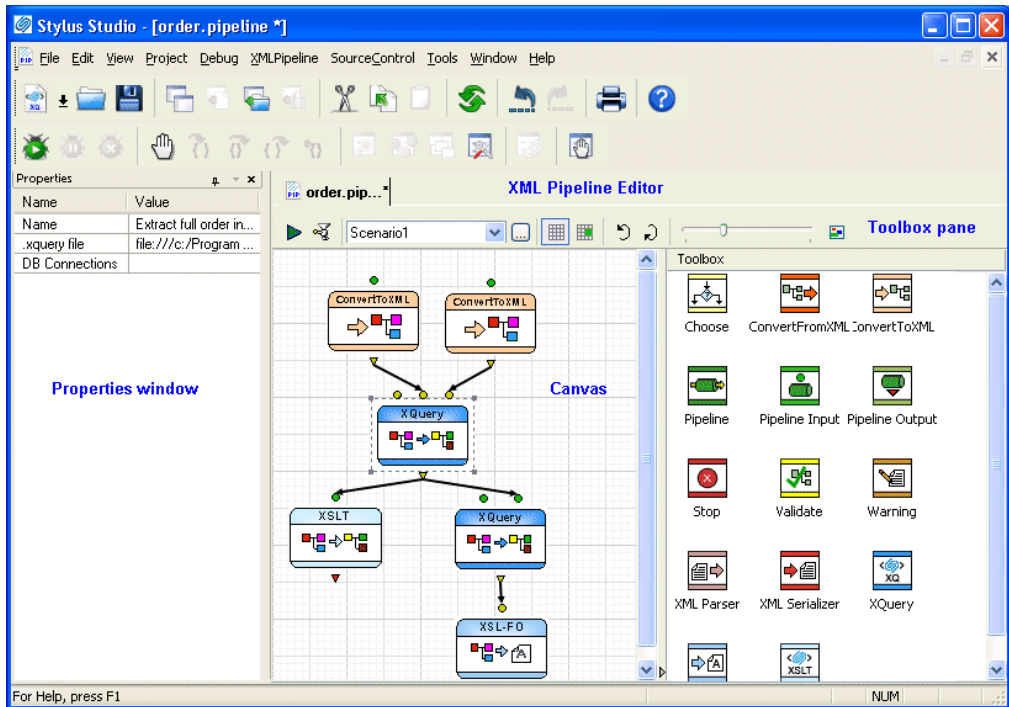 Stylus Studio - [order.pipeline *]
PIP File Edit View Project Debug XMLPipeline SourceControl Tools Window Help
XQ
Properties
Name Value
Name Extract full order in...
.xquery file file:///c:/Program ...
DB Connections
PIP order.pip...*
XML Pipeline Editor
Scenario1
...
Toolbox pane
Properties window
Canvas
ConvertToXML
ConvertToXML
XQuery
XSLT
XQuery
XSL-FO
A
Toolbox
Choose ConvertFromXML ConvertToXML
Pipeline Pipeline Input Pipeline Output
Stop Validate Warning
XQ
XML Parser XML Serializer XQuery
A
XSLT
For Help, press F1
NUM